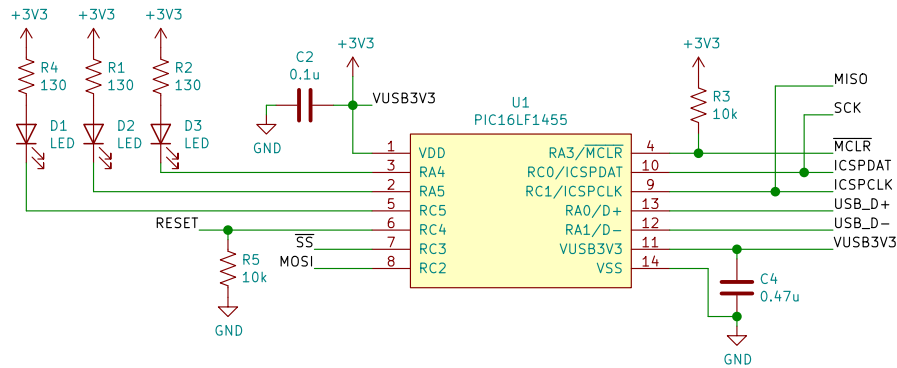 +3V3 +3V3 +3V3
R4 130
R1 130
R2 130
D1 LED
D2 LED
D3 LED
C2 0.1u
+3V3
VUSB3V3
GND
U1
PIC16LF1455
+3V3
R3 10k
MISO
SCK
1 VDD
3 RA4
2 RA5
5 RC5
6 RC4
7 RC3
8 RC2
RA3/MCLR 4
RC0/ICSPDAT 10
RC1/ICSPCLK 9
RA0/D+ 13
RA1/D- 12
VUSB3V3 11
VSS 14
MCLR
ICSPDAT
ICSPCLK
USB_D+
USB_D-
VUSB3V3
RESET
SS
MOSI
R5 10k
GND
C4 0.47u
GND